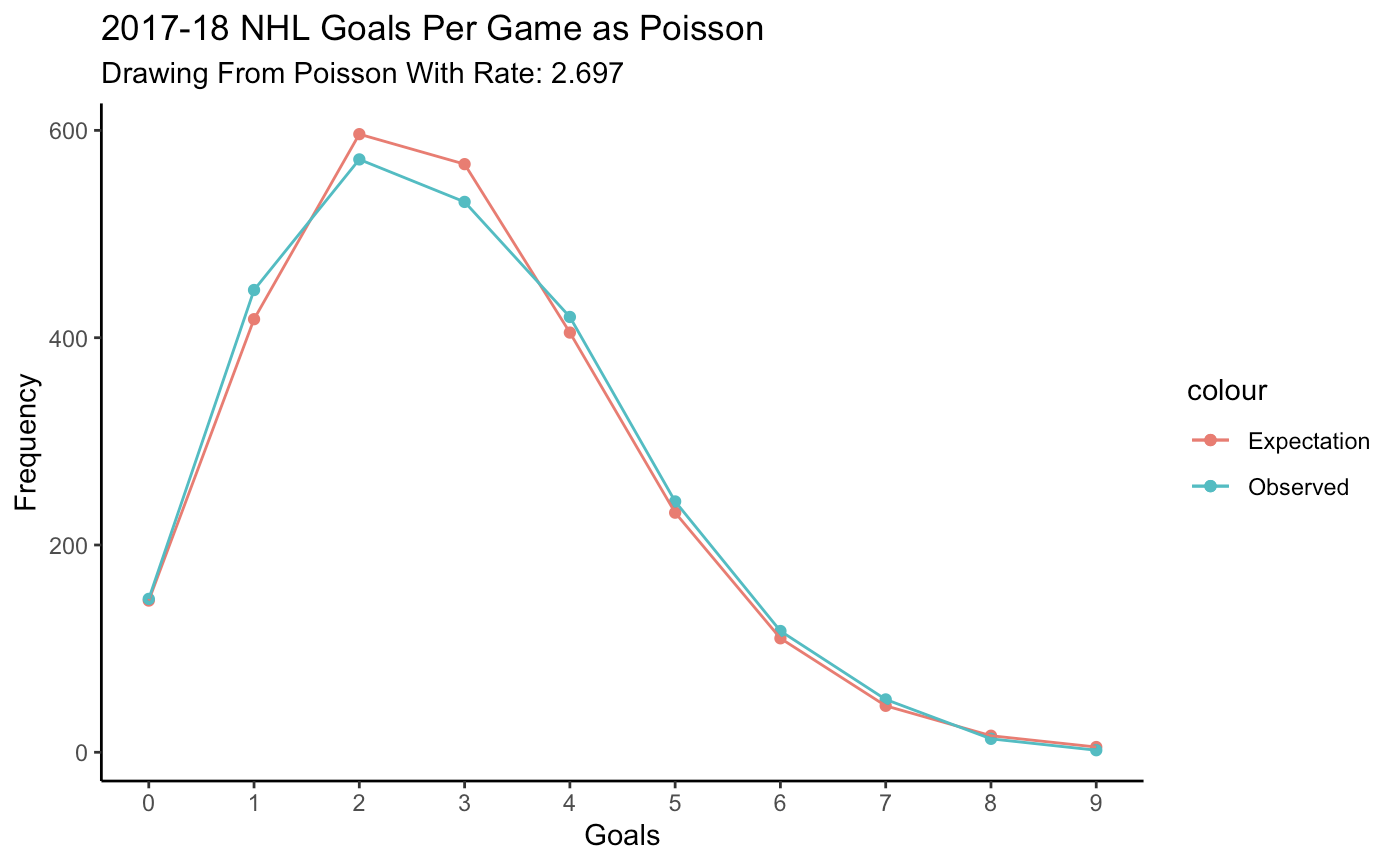 2017-18 NHL Goals Per Game as Poisson
Drawing From Poisson With Rate: 2.697
600
400
200
0
Frequency
0 1 2 3 4 5 6 7 8 9
Goals
colour
Expectation
Observed